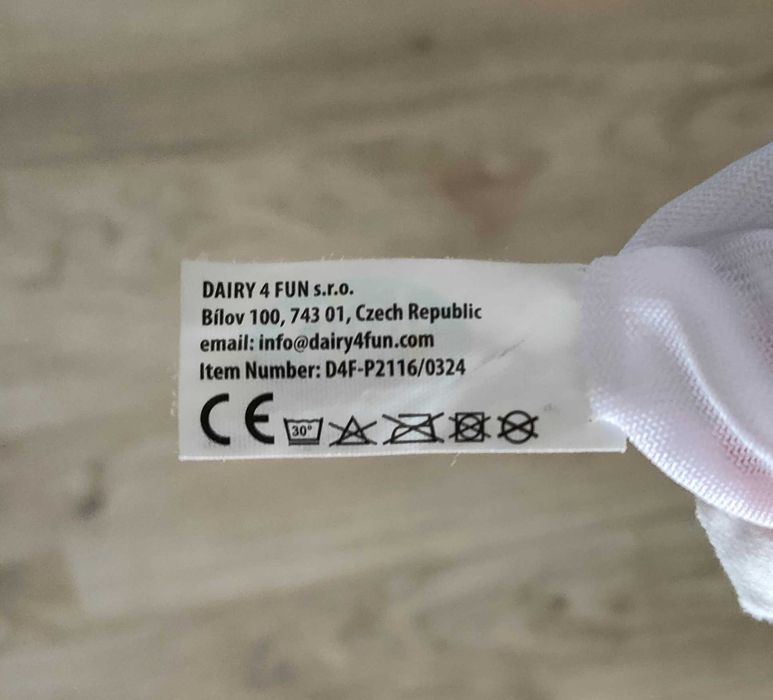 DAIRY 4 FUN s.r.o.
Bílov 100, 743 01, Czech Republic
email: info@dairy4fun.com
Item Number: D4F-P2116/0324
CE 30°